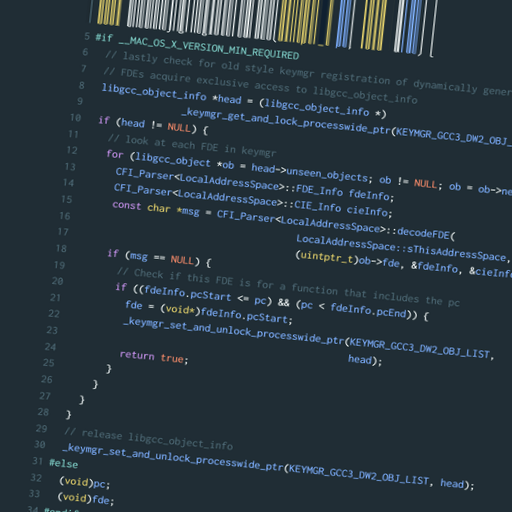 5 #if __MAC_OS_X_VERSION_MIN_REQUIRED
6 // lastly check for old style keymgr registration of dynamically gener
7 // FDEs acquire exclusive access to libgcc_object_info
8 libgcc_object_info *head = (libgcc_object_info *)
9 _keymgr_get_and_lock_processwide_ptr(KEYMGR_GCC3_DW2_OBJ_
10 if (head != NULL) {
11 // look at each FDE in keymgr
12 for (libgcc_object *ob = head->unseen_objects; ob != NULL; ob = ob->ne
13 CFI_Parser<LocalAddressSpace>::FDE_Info fdeInfo;
14 CFI_Parser<LocalAddressSpace>::CIE_Info cieInfo;
15 const char *msg = CFI_Parser<LocalAddressSpace>::decodeFDE(
16 LocalAddressSpace::sThisAddressSpace,
17 (uintptr_t)ob->fde, &fdeInfo, &cieInfo
18 if (msg == NULL) {
19 // Check if this FDE is for a function that includes the pc
20 if ((fdeInfo.pcStart <= pc) && (pc < fdeInfo.pcEnd)) {
21 fde = (void*)fdeInfo.pcStart;
22 _keymgr_set_and_unlock_processwide_ptr(KEYMGR_GCC3_DW2_OBJ_LIST,
23 head);
24 return true;
25 }
26 }
27 }
28 }
29 // release libgcc_object_info
30 _keymgr_set_and_unlock_processwide_ptr(KEYMGR_GCC3_DW2_OBJ_LIST, head);
31 #else
32 (void)pc;
33 (void)fde;
34 #endif